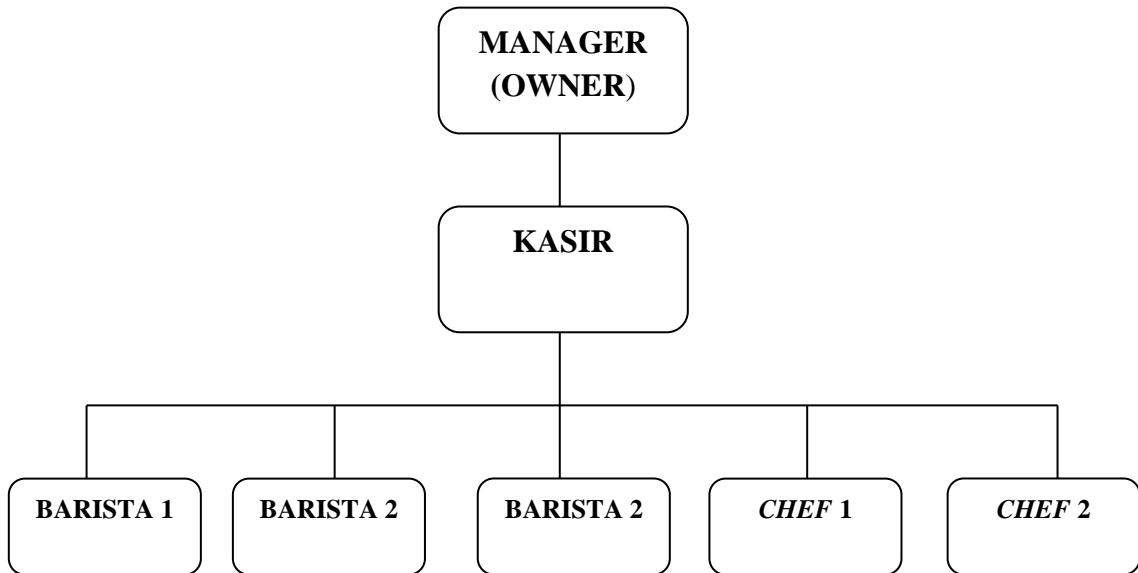 MANAGER
(OWNER)
KASIR
BARISTA 1
BARISTA 2
BARISTA 2
CHEF 1
CHEF 2